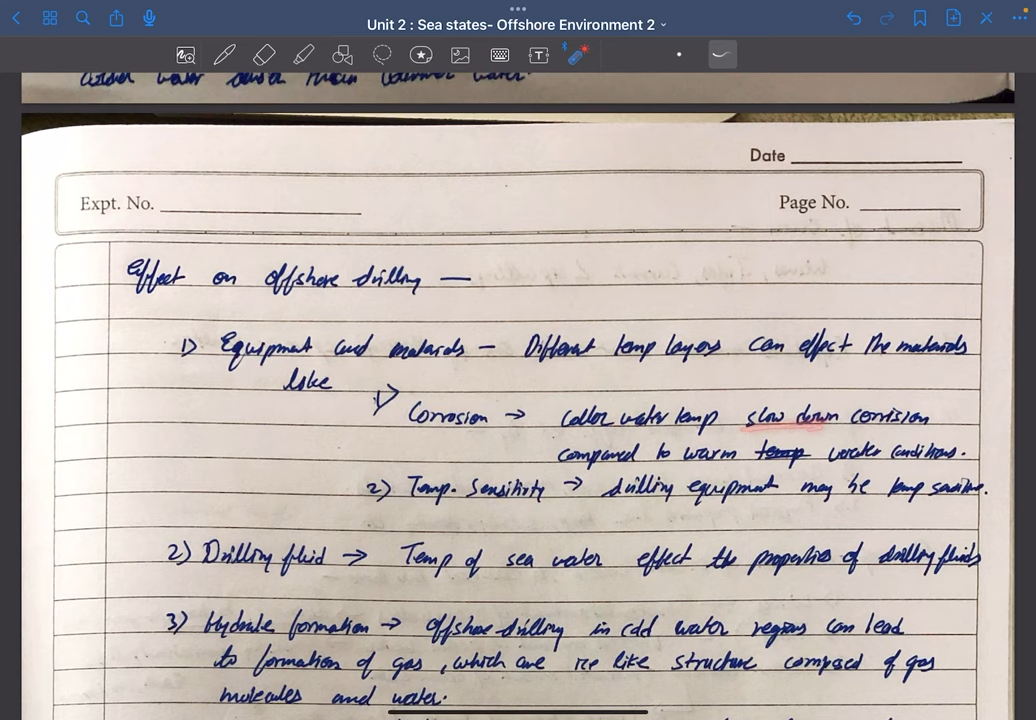 Unit 2 : Sea states- Offshore Environment 2
water than water.
Date
Expt. No.
Page No.
Effect on offshore drilling —
1) Equipment and materials - Different temp layers can effect the materials
like
1) Corrosion → water temp slow down corrision
compared to warm temp conditions.
2) Temp. Sensitivity → drilling equipment may be temp sensitive.
2) Drilling fluid → Temp of sea water effect the properties of drilling fluids
3) Hydrate formation → offshore drilling in cold water regions can lead
to formation of gas, which are ice like structure composed of gas
molecules and water.